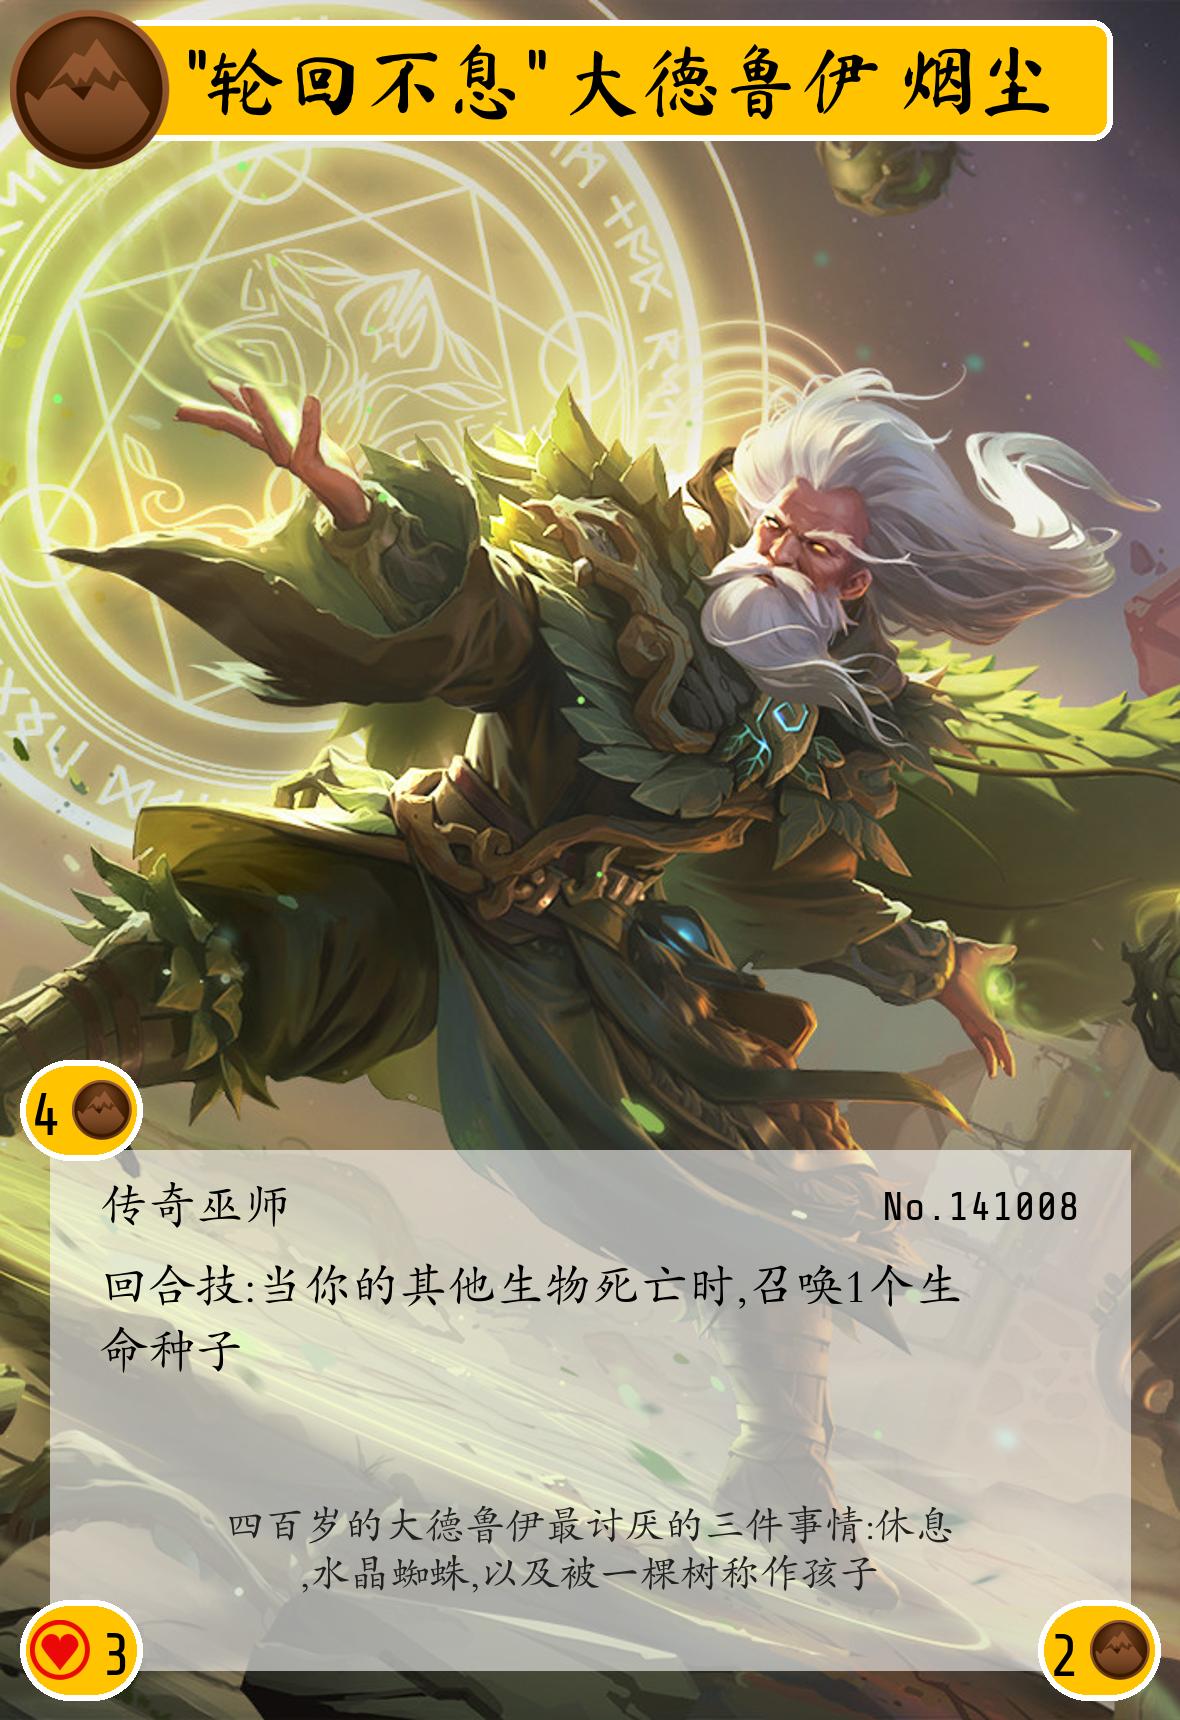 "轮回不息" 大德鲁伊 烟尘
4
传奇巫师
No.141008
回合技:当你的其他生物死亡时,召唤1个生
命种子
四百岁的大德鲁伊最讨厌的三件事情:休息
,水晶蜘蛛,以及被一棵树称作孩子
3
2